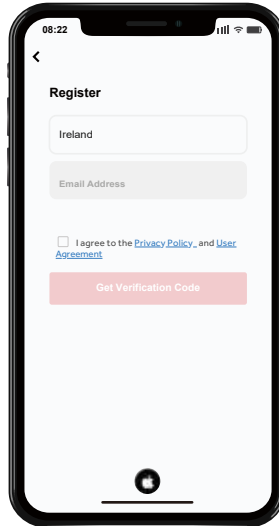 08:22
Register
Ireland
Email Address
I agree to the Privacy Policy and User
Agreement
Get Verification Code